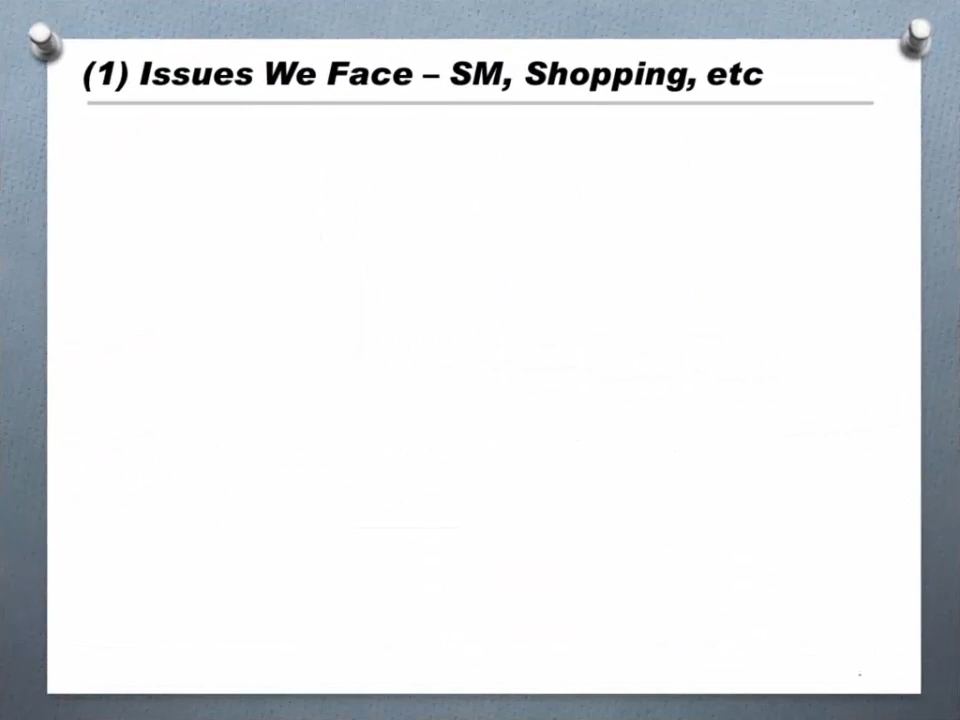 (1) Issues We Face – SM, Shopping, etc